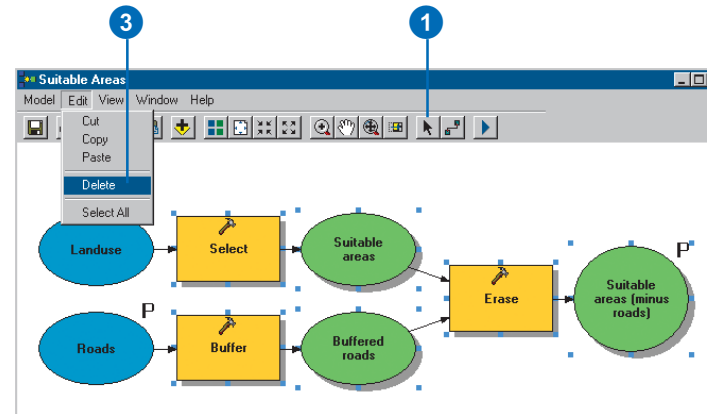 3
1
Suitable Areas
Model Edit View Window Help
Cut
Copy
Paste
Delete
Select All
Landuse
Select
Suitable
areas
P
Erase
Suitable
areas (minus
roads)
P
Roads
Buffer
Buffered
roads